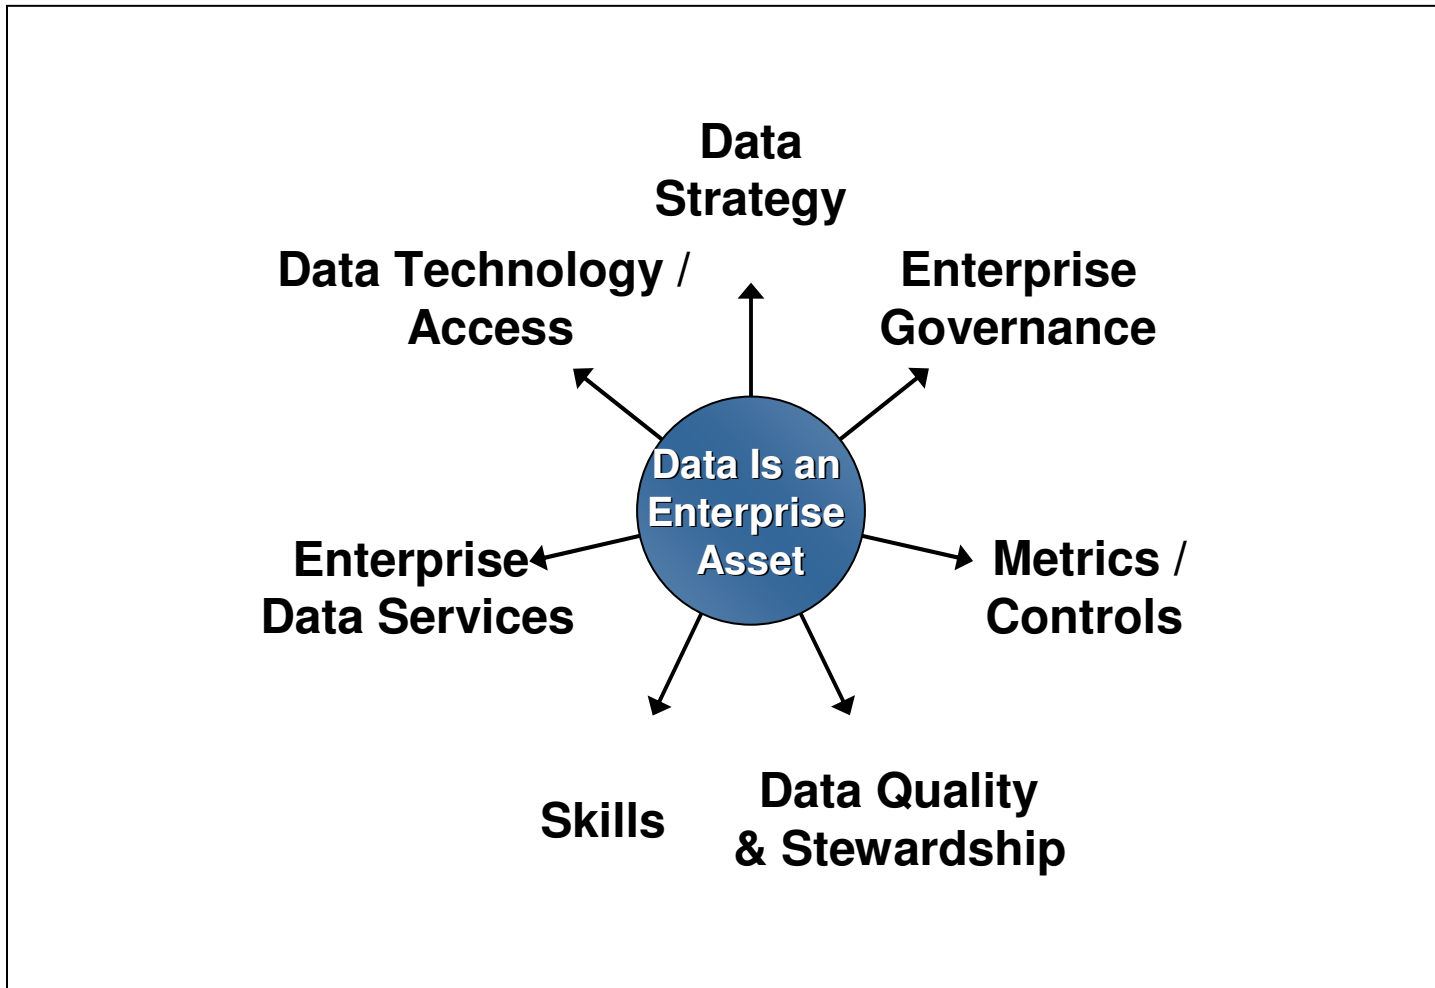 Data
Strategy
Data Technology /
Access
Enterprise
Governance
Data Is an
Enterprise
Asset
Enterprise
Data Services
Metrics /
Controls
Skills
Data Quality
& Stewardship